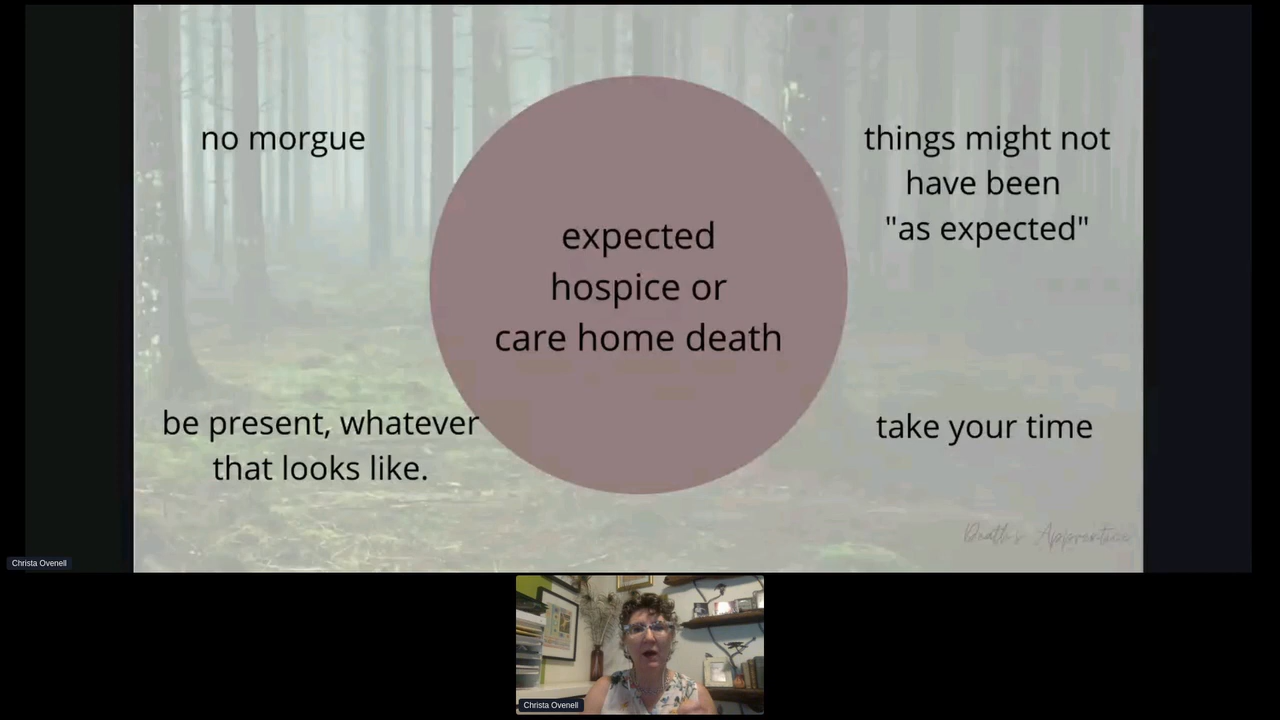 no morgue
things might not
have been
"as expected"
expected
hospice or
care home death
be present, whatever
that looks like.
take your time
Death's Apprentice
Christa Ovenell
Christa Ovenell